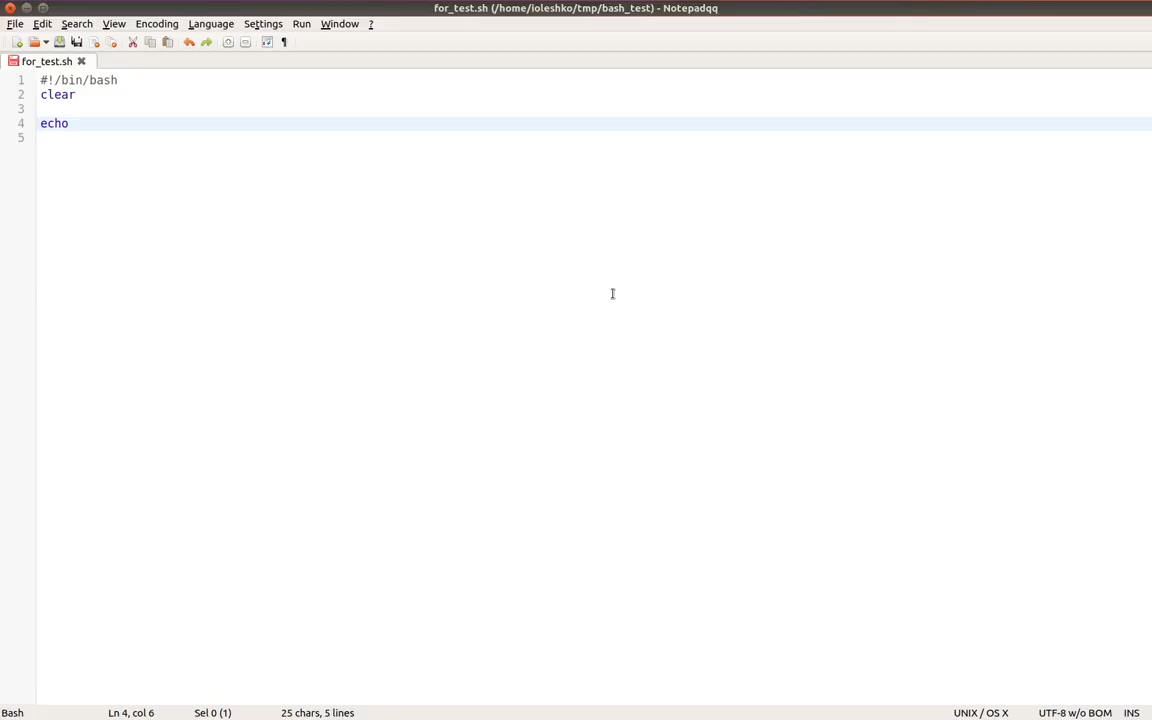 for_test.sh (/home/ioleshko/tmp/bash_test) - Notepadqq
File Edit Search View Encoding Language Settings Run Window ?
for_test.sh
1 #!/bin/bash
2 clear
3
4 echo
5
Bash Ln 4, col 6 Sel 0 (1) 25 chars, 5 lines UNIX / OS X UTF-8 w/o BOM INS